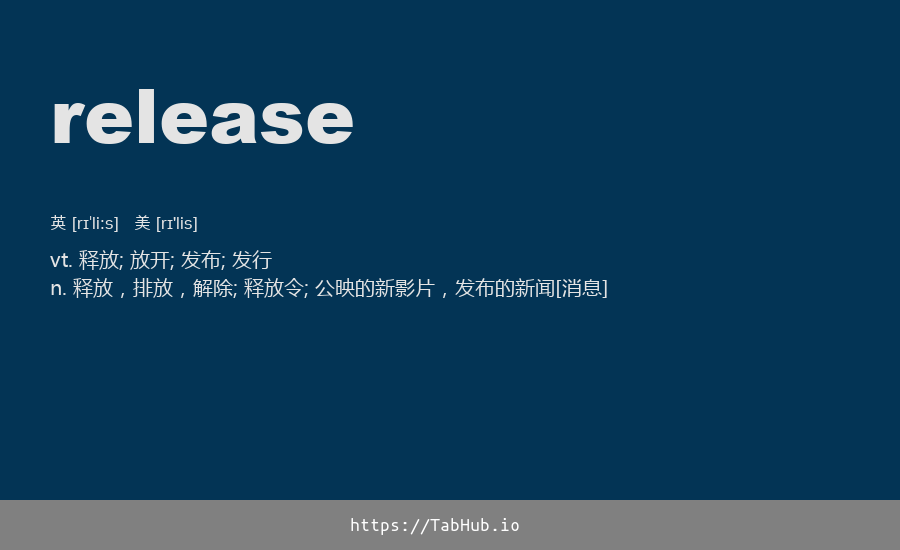 release
英 [rɪˈliːs] 美 [rɪ'lis]
vt. 释放; 放开; 发布; 发行
n. 释放，排放，解除; 释放令; 公映的新影片，发布的新闻[消息]
https://TabHub.io